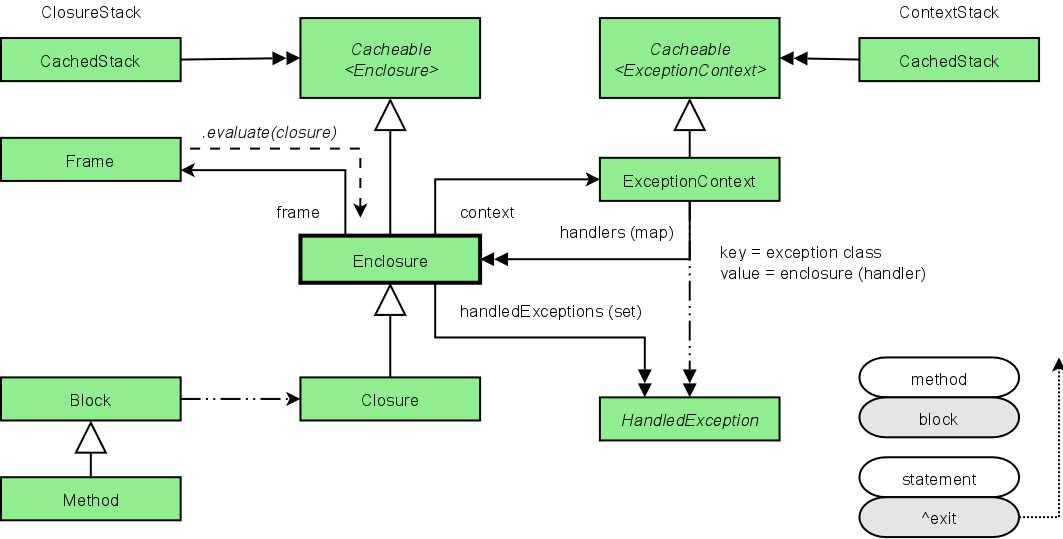 ClosureStack
ContextStack
CachedStack
Cacheable
<Enclosure>
Cacheable
<ExceptionContext>
CachedStack
.evaluate(closure)
Frame
ExceptionContext
frame
context
handlers (map)
key = exception class
value = enclosure (handler)
Enclosure
handledExceptions (set)
method
Block
Closure
block
HandledException
statement
Method
^exit